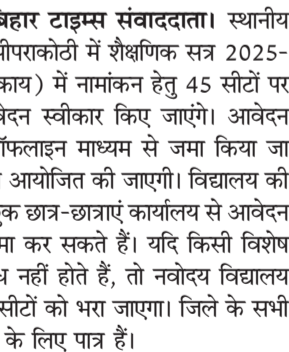 बिहार टाइम्स संवाददाता। स्थानीय
पीपराकोठी में शैक्षणिक सत्र 2025-
काय) में नामांकन हेतु 45 सीटों पर
वेदन स्वीकार किए जाएंगे। आवेदन
ऑफलाइन माध्यम से जमा किया जा
आयोजित की जाएगी। विद्यालय की
क छात्र-छात्राएं कार्यालय से आवेदन
मा कर सकते हैं। यदि किसी विशेष
नहीं होते हैं, तो नवोदय विद्यालय
सीटों को भरा जाएगा। जिले के सभी
के लिए पात्र हैं।